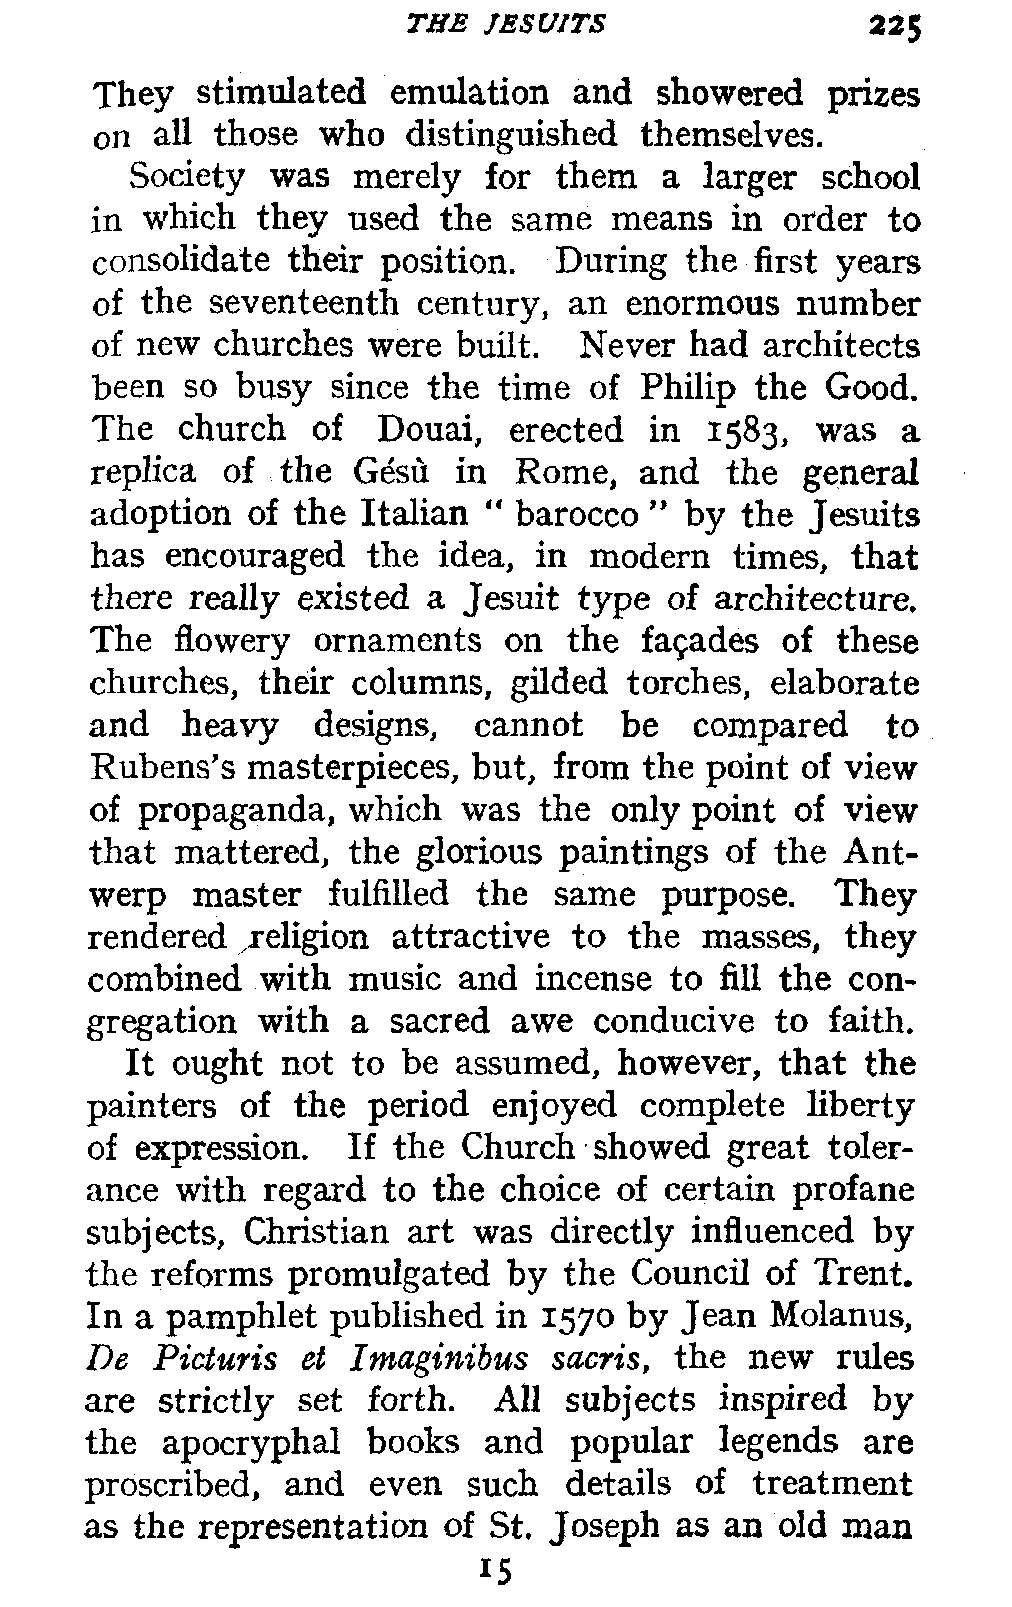 THE JESUITS 225
They stimulated emulation and showered prizes
on all those who distinguished themselves.
Society was merely for them a larger school
in which they used the same means in order to
consolidate their position. During the first years
of the seventeenth century, an enormous number
of new churches were built. Never had architects
been so busy since the time of Philip the Good.
The church of Douai, erected in 1583, was a
replica of the Gésù in Rome, and the general
adoption of the Italian “ barocco ” by the Jesuits
has encouraged the idea, in modern times, that
there really existed a Jesuit type of architecture.
The flowery ornaments on the façades of these
churches, their columns, gilded torches, elaborate
and heavy designs, cannot be compared to
Rubens's masterpieces, but, from the point of view
of propaganda, which was the only point of view
that mattered, the glorious paintings of the Ant-
werp master fulfilled the same purpose. They
rendered religion attractive to the masses, they
combined with music and incense to fill the con-
gregation with a sacred awe conducive to faith.
It ought not to be assumed, however, that the
painters of the period enjoyed complete liberty
of expression. If the Church showed great toler-
ance with regard to the choice of certain profane
subjects, Christian art was directly influenced by
the reforms promulgated by the Council of Trent.
In a pamphlet published in 1570 by Jean Molanus,
De Picturis et Imaginibus sacris, the new rules
are strictly set forth. All subjects inspired by
the apocryphal books and popular legends are
proscribed, and even such details of treatment
as the representation of St. Joseph as an old man
15